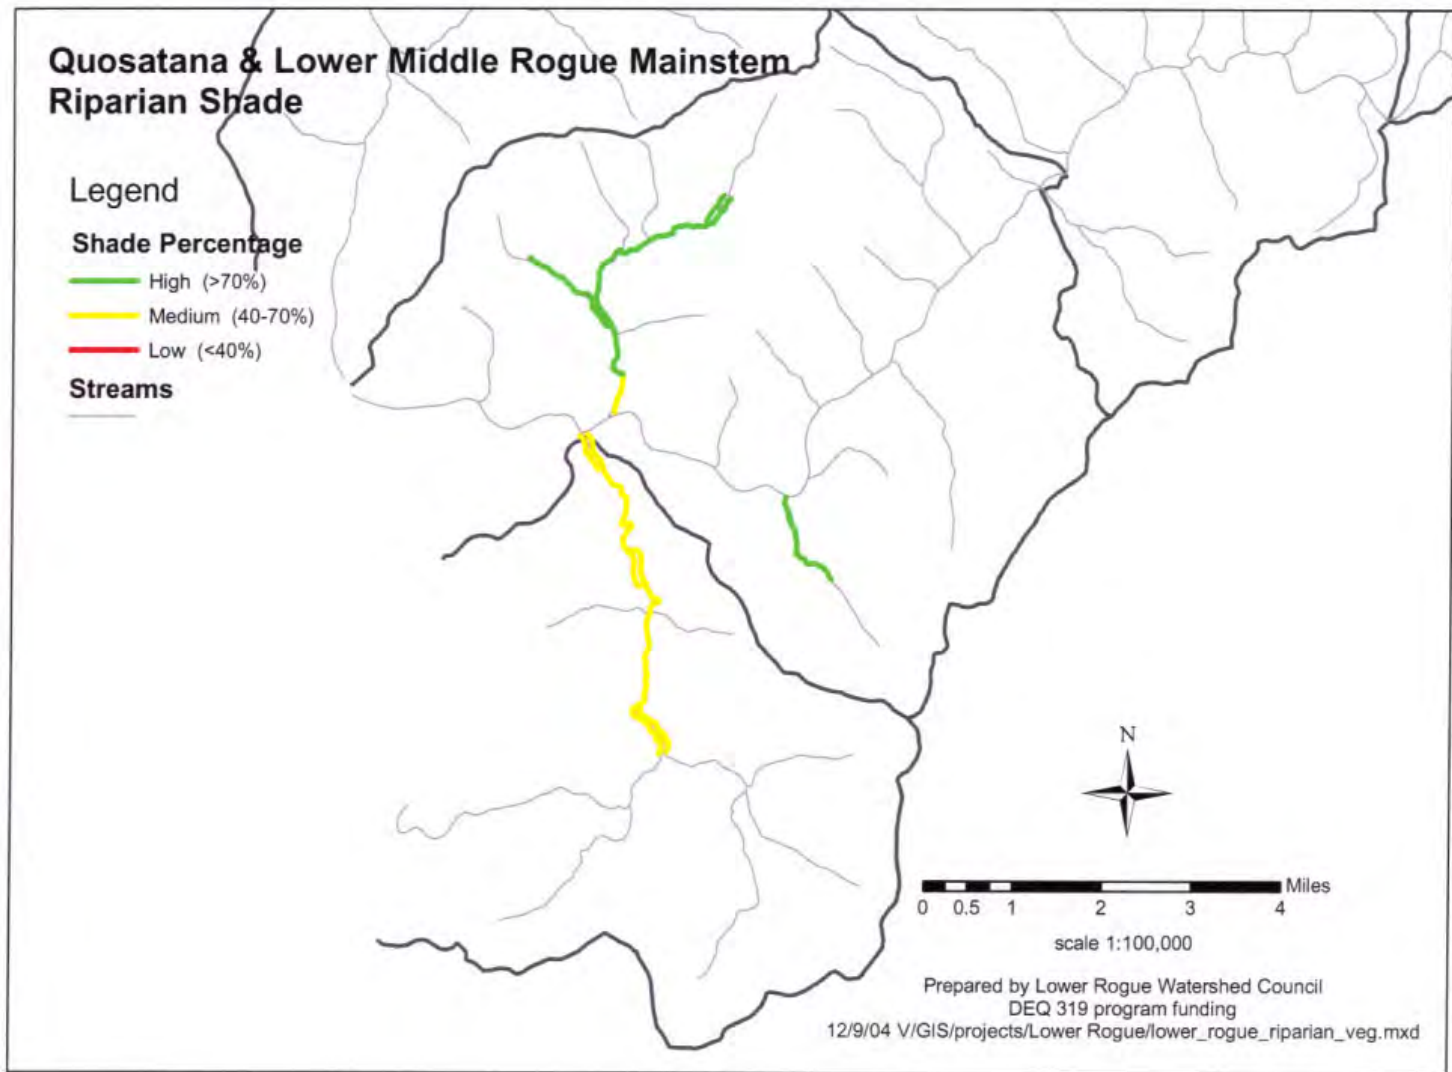 Quosatana & Lower Middle Rogue Mainstem
Riparian Shade
Legend
Shade Percentage
High (>70%)
Medium (40-70%)
Low (<40%)
Streams
N
Miles
0 0.5 1 2 3 4
scale 1:100,000
Prepared by Lower Rogue Watershed Council
DEQ 319 program funding
12/9/04 V/GIS/projects/Lower Rogue/lower_rogue_riparian_veg.mxd